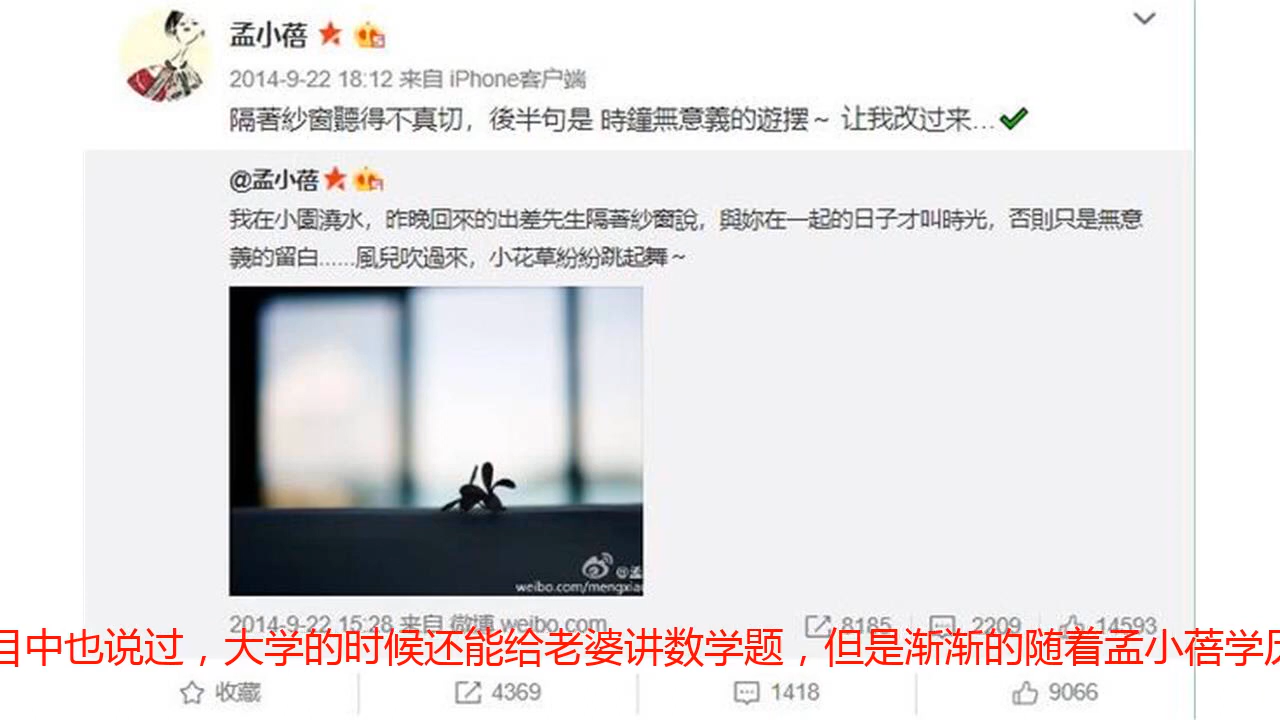 孟小蓓
2014-9-22 18:12 来自 iPhone客户端
隔著紗窗聽得不真切，後半句是 時鐘無意義的遊摆～ 让我改过来...
@孟小蓓
我在小園澆水，昨晚回來的出差先生隔著紗窗說，與妳在一起的日子才叫時光，否則只是無意
義的留白......風兒吹過來，小花草紛紛跳起舞～
@孟
weibo.com/mengxia
2014-9-22 15:28 来自 微博 weibo.com
8185 2209 14593
目中也说过，大学的时候还能给老婆讲数学题，但是渐渐的随着孟小蓓学历
收藏 4369 1418 9066